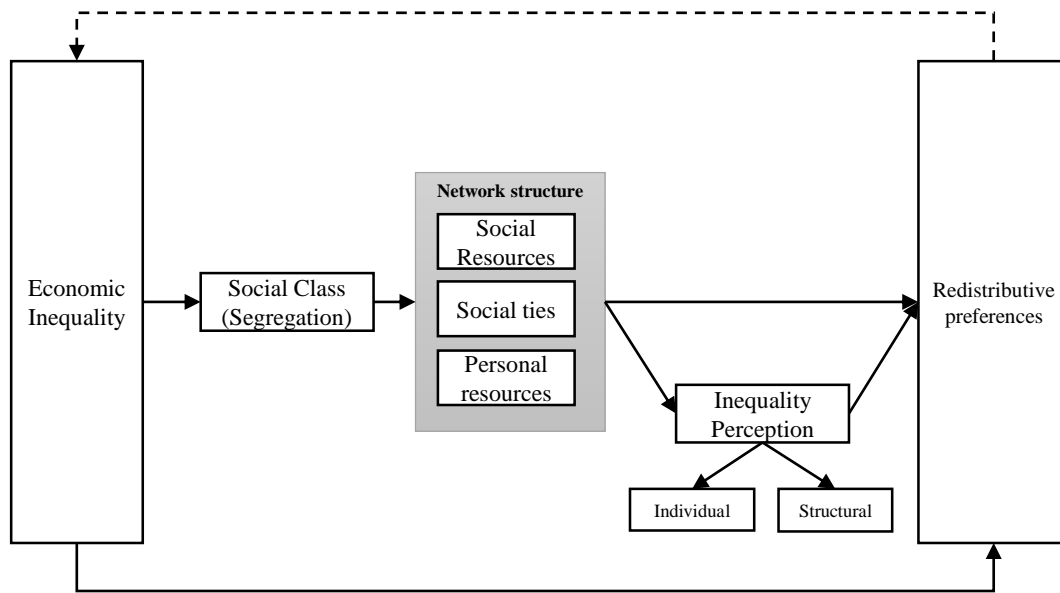 Network structure
Social
Resources
Economic
Inequality
Social Class
(Segregation)
Social ties
Redistributive
preferences
Personal
resources
Inequality
Perception
Individual
Structural